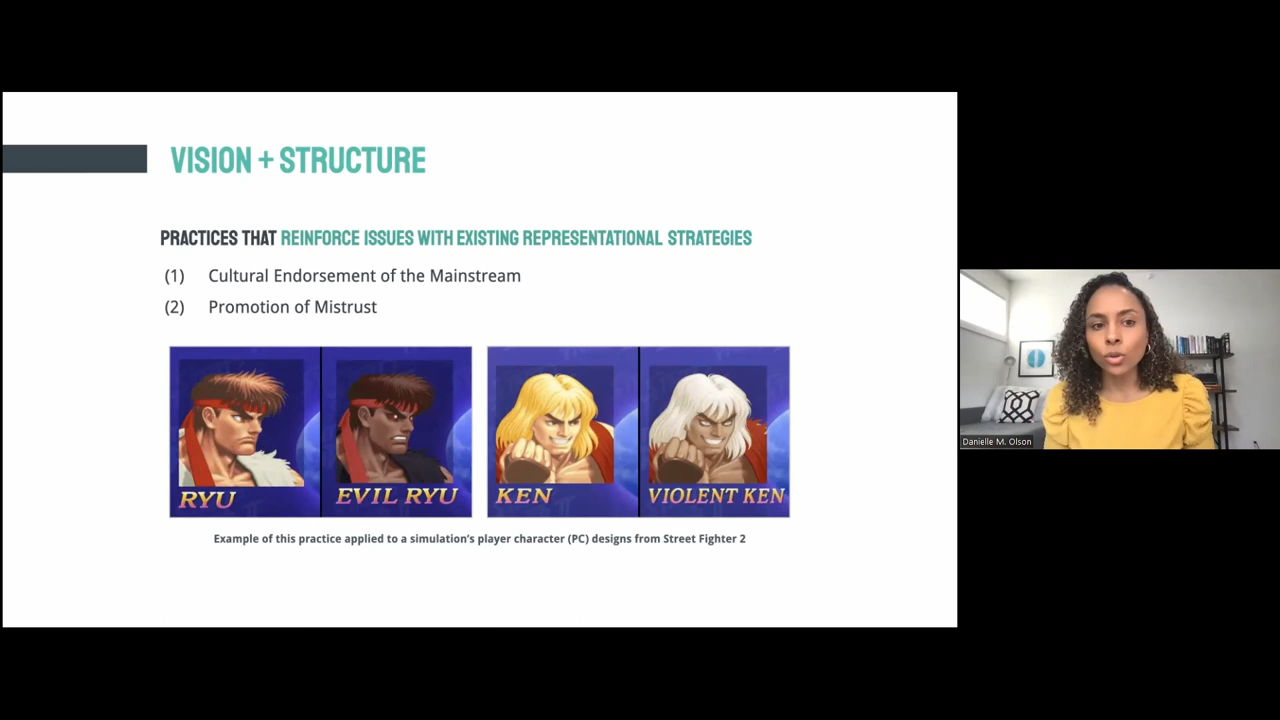 VISION + STRUCTURE
PRACTICES THAT REINFORCE ISSUES WITH EXISTING REPRESENTATIONAL STRATEGIES
(1) Cultural Endorsement of the Mainstream
(2) Promotion of Mistrust
RYU
EVIL RYU
KEN
VIOLENT KEN
Example of this practice applied to a simulation's player character (PC) designs from Street Fighter 2
Danielle M. Olson